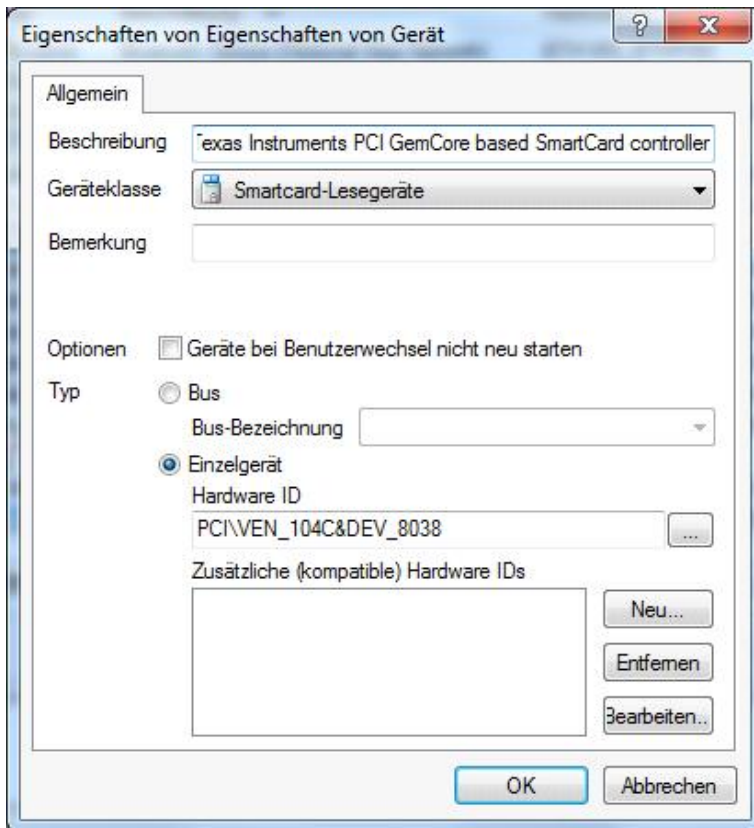 Eigenschaften von Eigenschaften von Gerät
Allgemein
Beschreibung Texas Instruments PCI GemCore based SmartCard controller
Geräteklasse Smartcard-Lesegeräte
Bemerkung
Optionen Geräte bei Benutzerwechsel nicht neu starten
Typ Bus
Bus-Bezeichnung
Einzelgerät
Hardware ID
PCI\VEN_104C&DEV_8038 ...
Zusätzliche (kompatible) Hardware IDs
Neu...
Entfernen
Bearbeiten..
OK Abbrechen